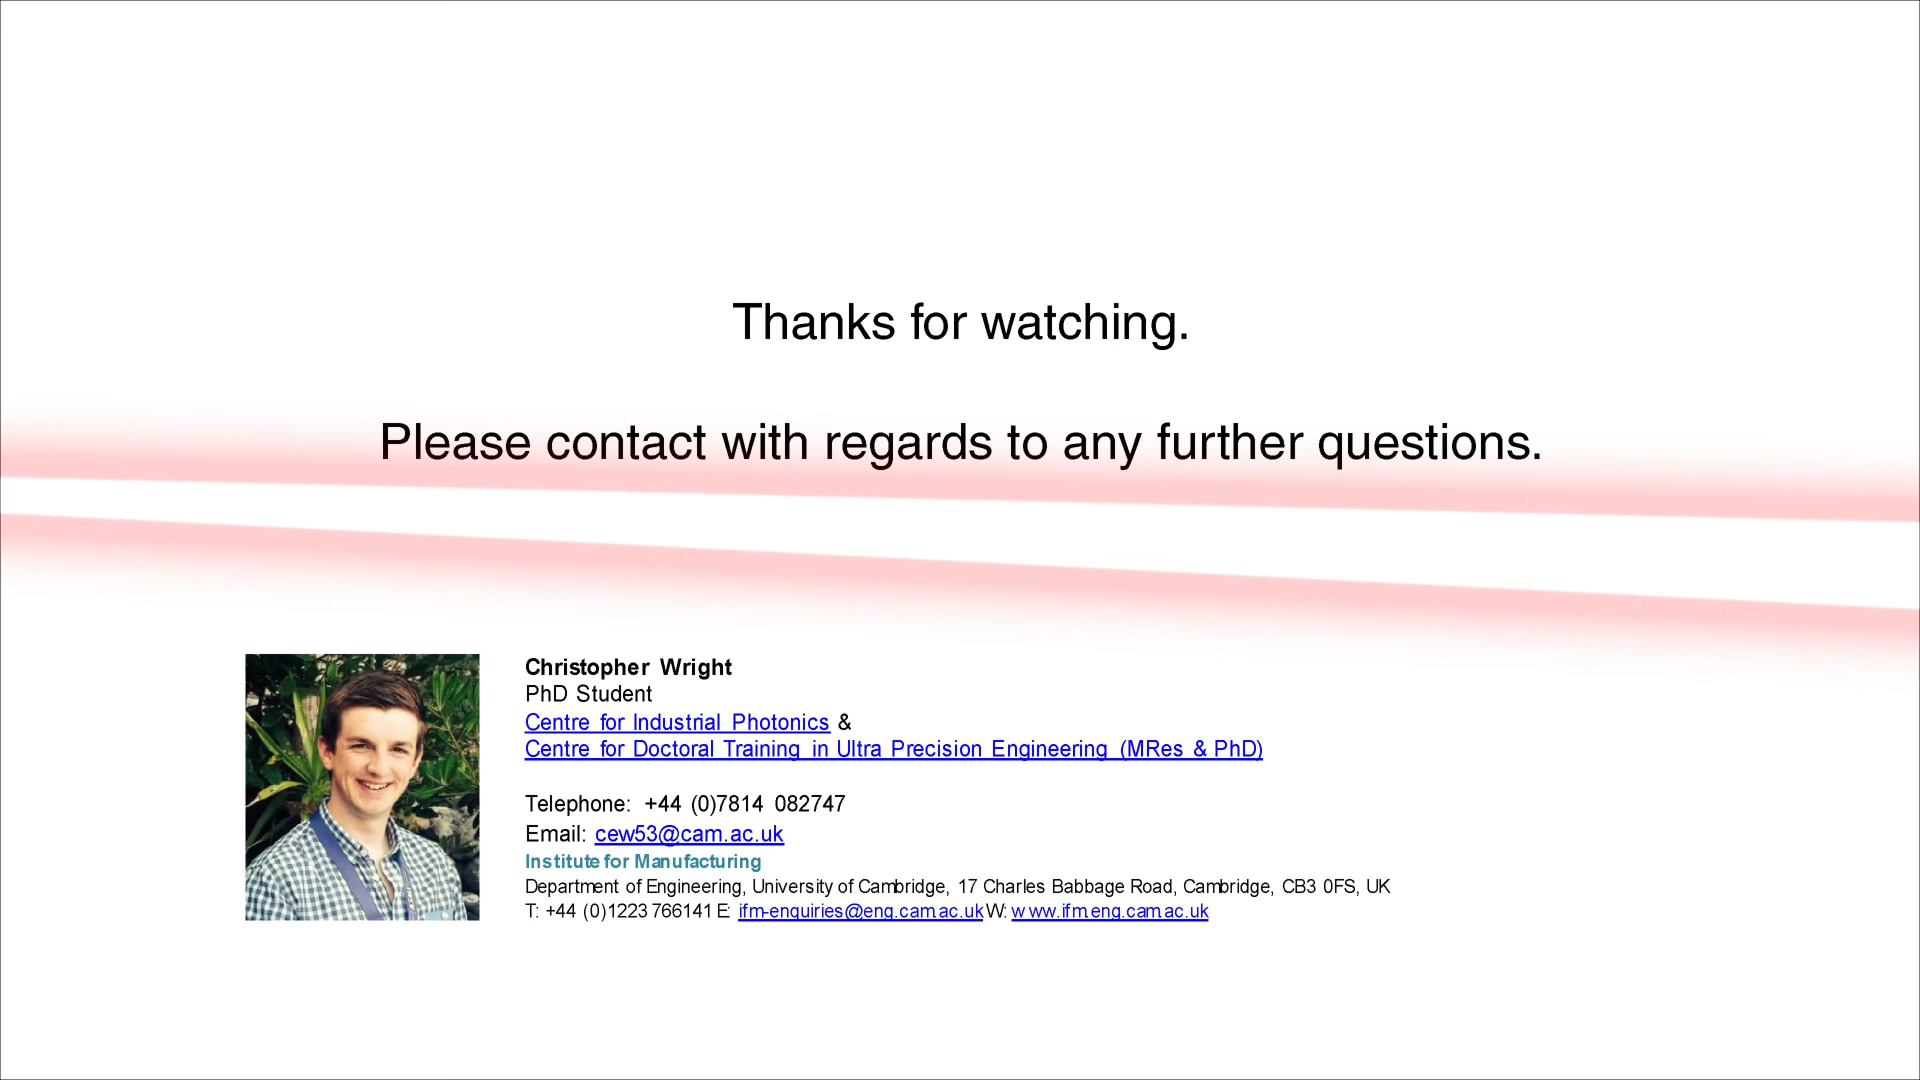 Thanks for watching.
Please contact with regards to any further questions.
Christopher Wright
PhD Student
Centre for Industrial Photonics &
Centre for Doctoral Training in Ultra Precision Engineering (MRes & PhD)
Telephone: +44 (0)7814 082747
Email: cew53@cam.ac.uk
Institute for Manufacturing
Department of Engineering, University of Cambridge, 17 Charles Babbage Road, Cambridge, CB3 0FS, UK
T: +44 (0)1223 766141 E: ifm-enquiries@eng.cam.ac.uk W: www.ifm.eng.cam.ac.uk